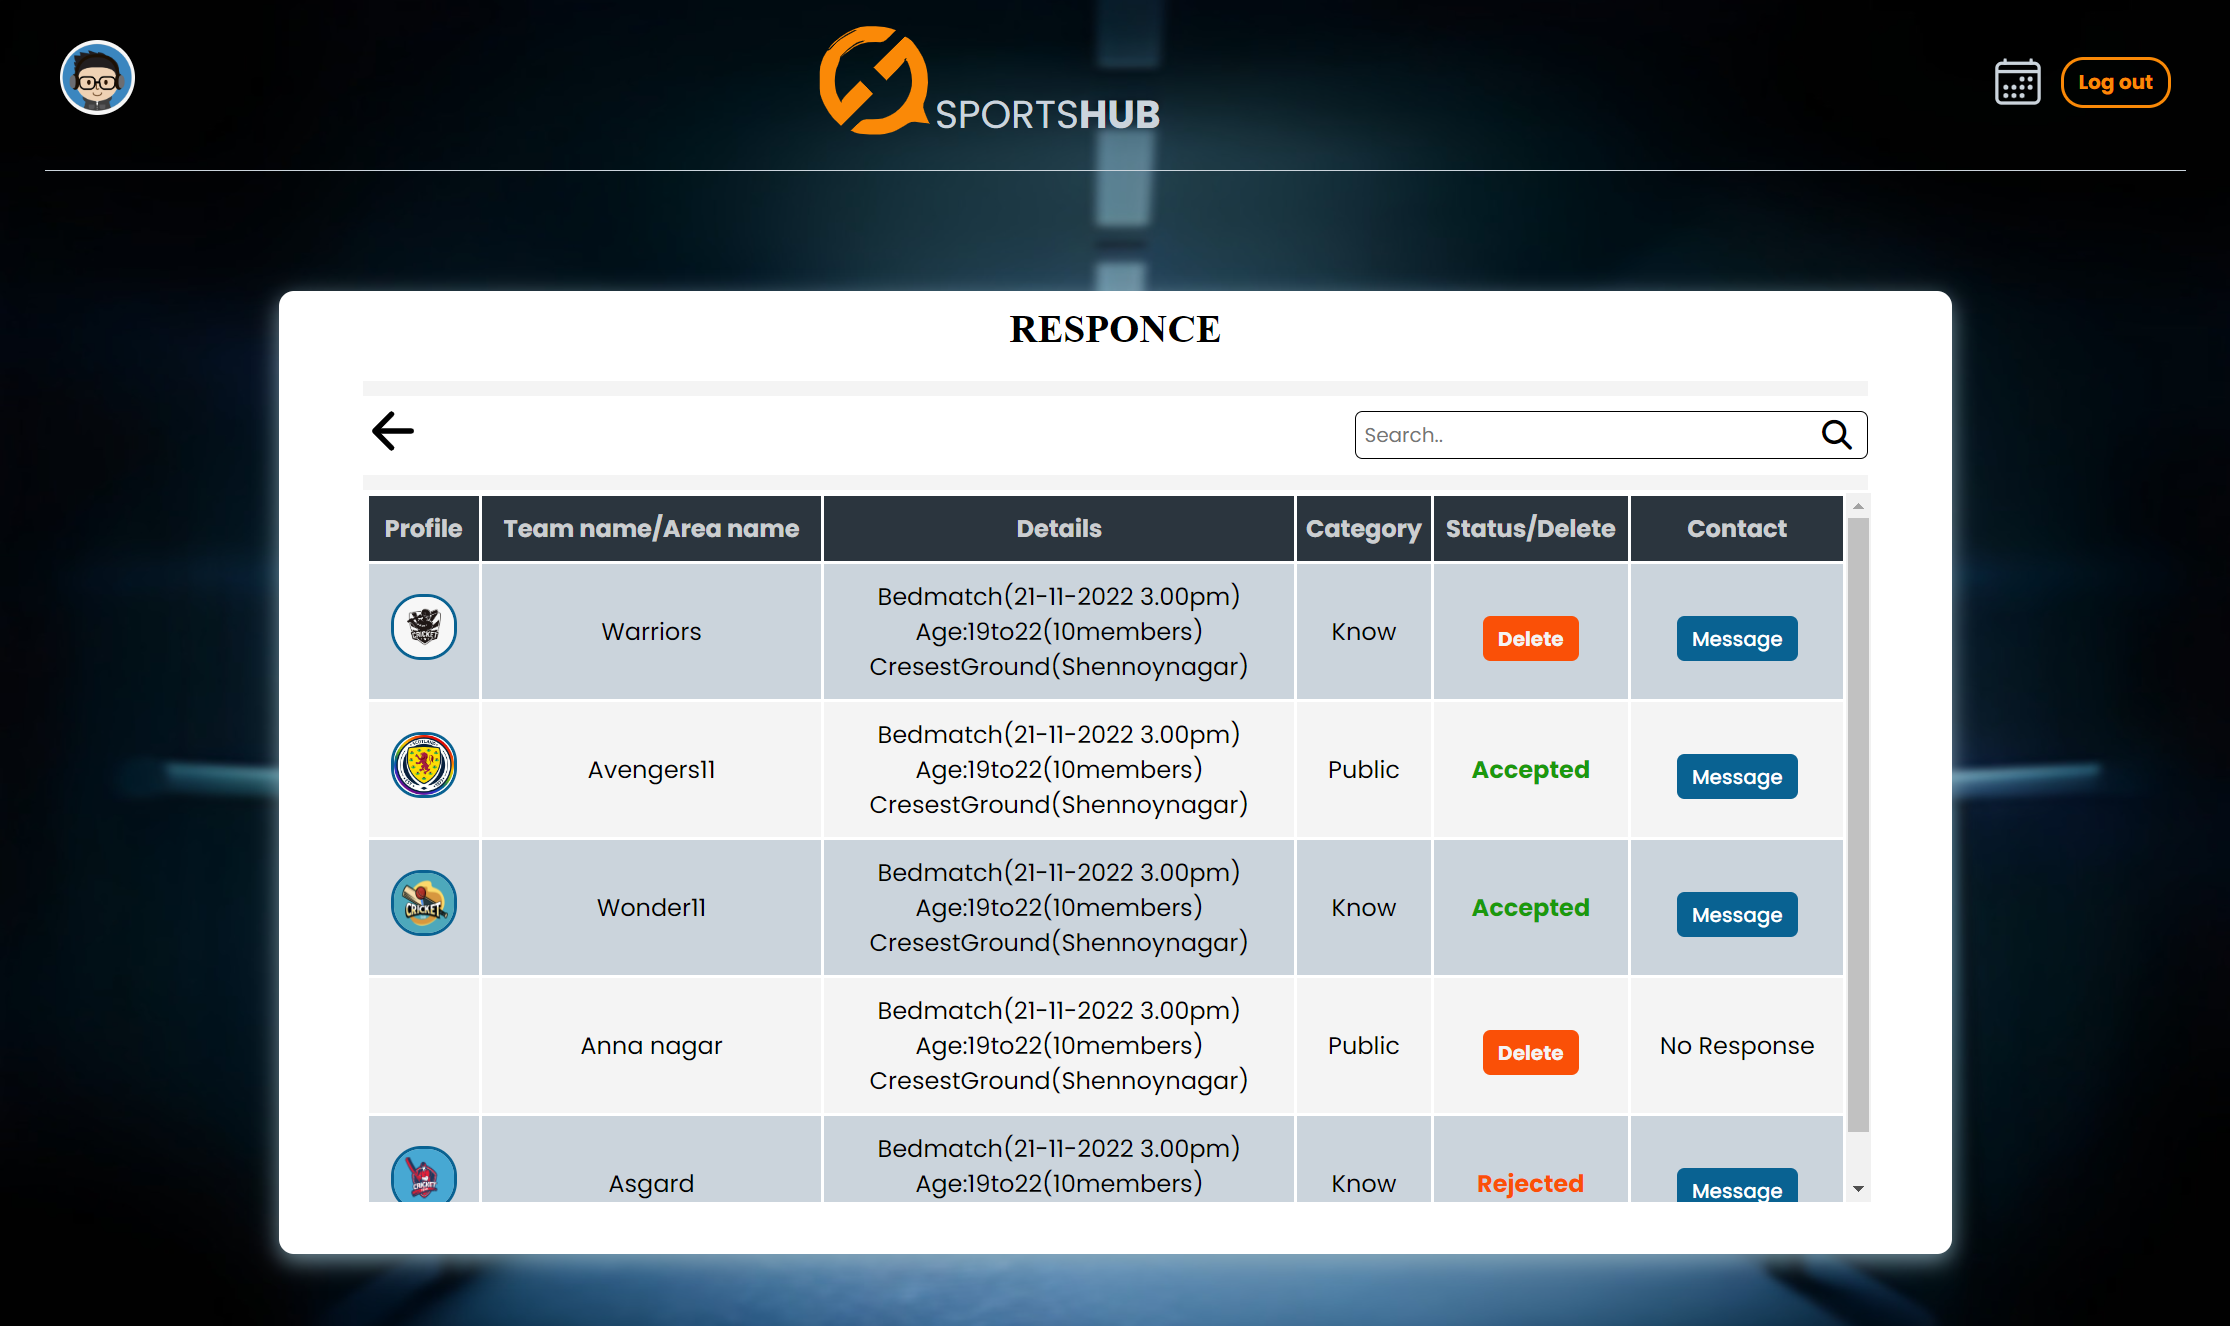 SPORTSHUB
Log out
RESPONCE
Search..
Profile Team name/Area name Details Category Status/Delete Contact
Bedmatch(21-11-2022 3.00pm)
Warriors Age:19to22(10members) Know Delete Message
CresestGround(Shennoynagar)
CRICKET
Bedmatch(21-11-2022 3.00pm)
Avengers11 Age:19to22(10members) Public Accepted Message
CresestGround(Shennoynagar)
Bedmatch(21-11-2022 3.00pm)
Wonder11 Age:19to22(10members) Know Accepted Message
CresestGround(Shennoynagar)
CRICKET
Bedmatch(21-11-2022 3.00pm)
Anna nagar Age:19to22(10members) Public Delete No Response
CresestGround(Shennoynagar)
Bedmatch(21-11-2022 3.00pm)
Asgard Age:19to22(10members) Know Rejected Message
CRICKET